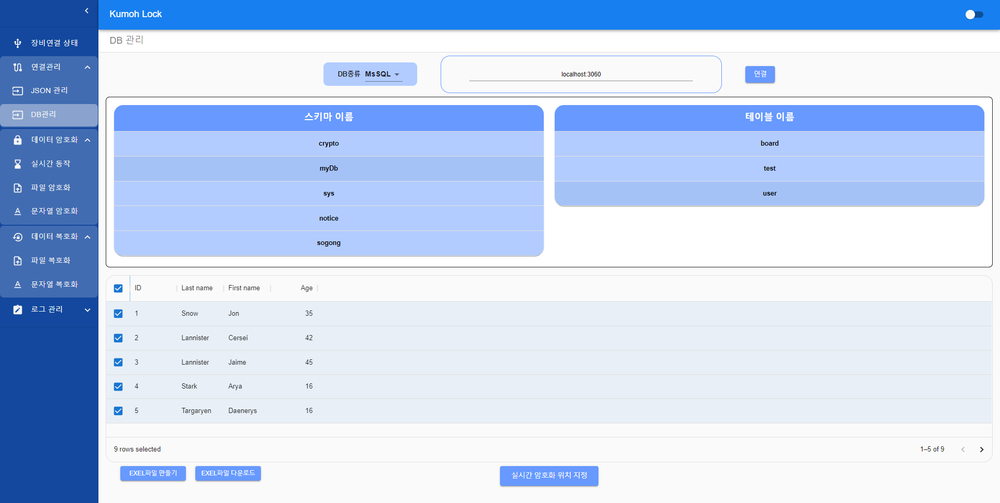 Kumoh Lock
장비연결 상태
연결관리
JSON 관리
DB관리
데이터 암호화
실시간 동작
파일 암호화
문자열 암호화
데이터 복호화
파일 복호화
문자열 복호화
로그 관리
DB 관리
DB종류 MsSQL
localhost:3060
연결
스키마 이름
crypto
myDb
sys
notice
sogong
테이블 이름
board
test
user
ID Last name First name Age
1 Snow Jon 35
2 Lannister Cersei 42
3 Lannister Jaime 45
4 Stark Arya 16
5 Targaryen Daenerys 16
9 rows selected 1–5 of 9
EXEL파일 만들기 EXEL파일 다운로드 실시간 암호화 위치 지정